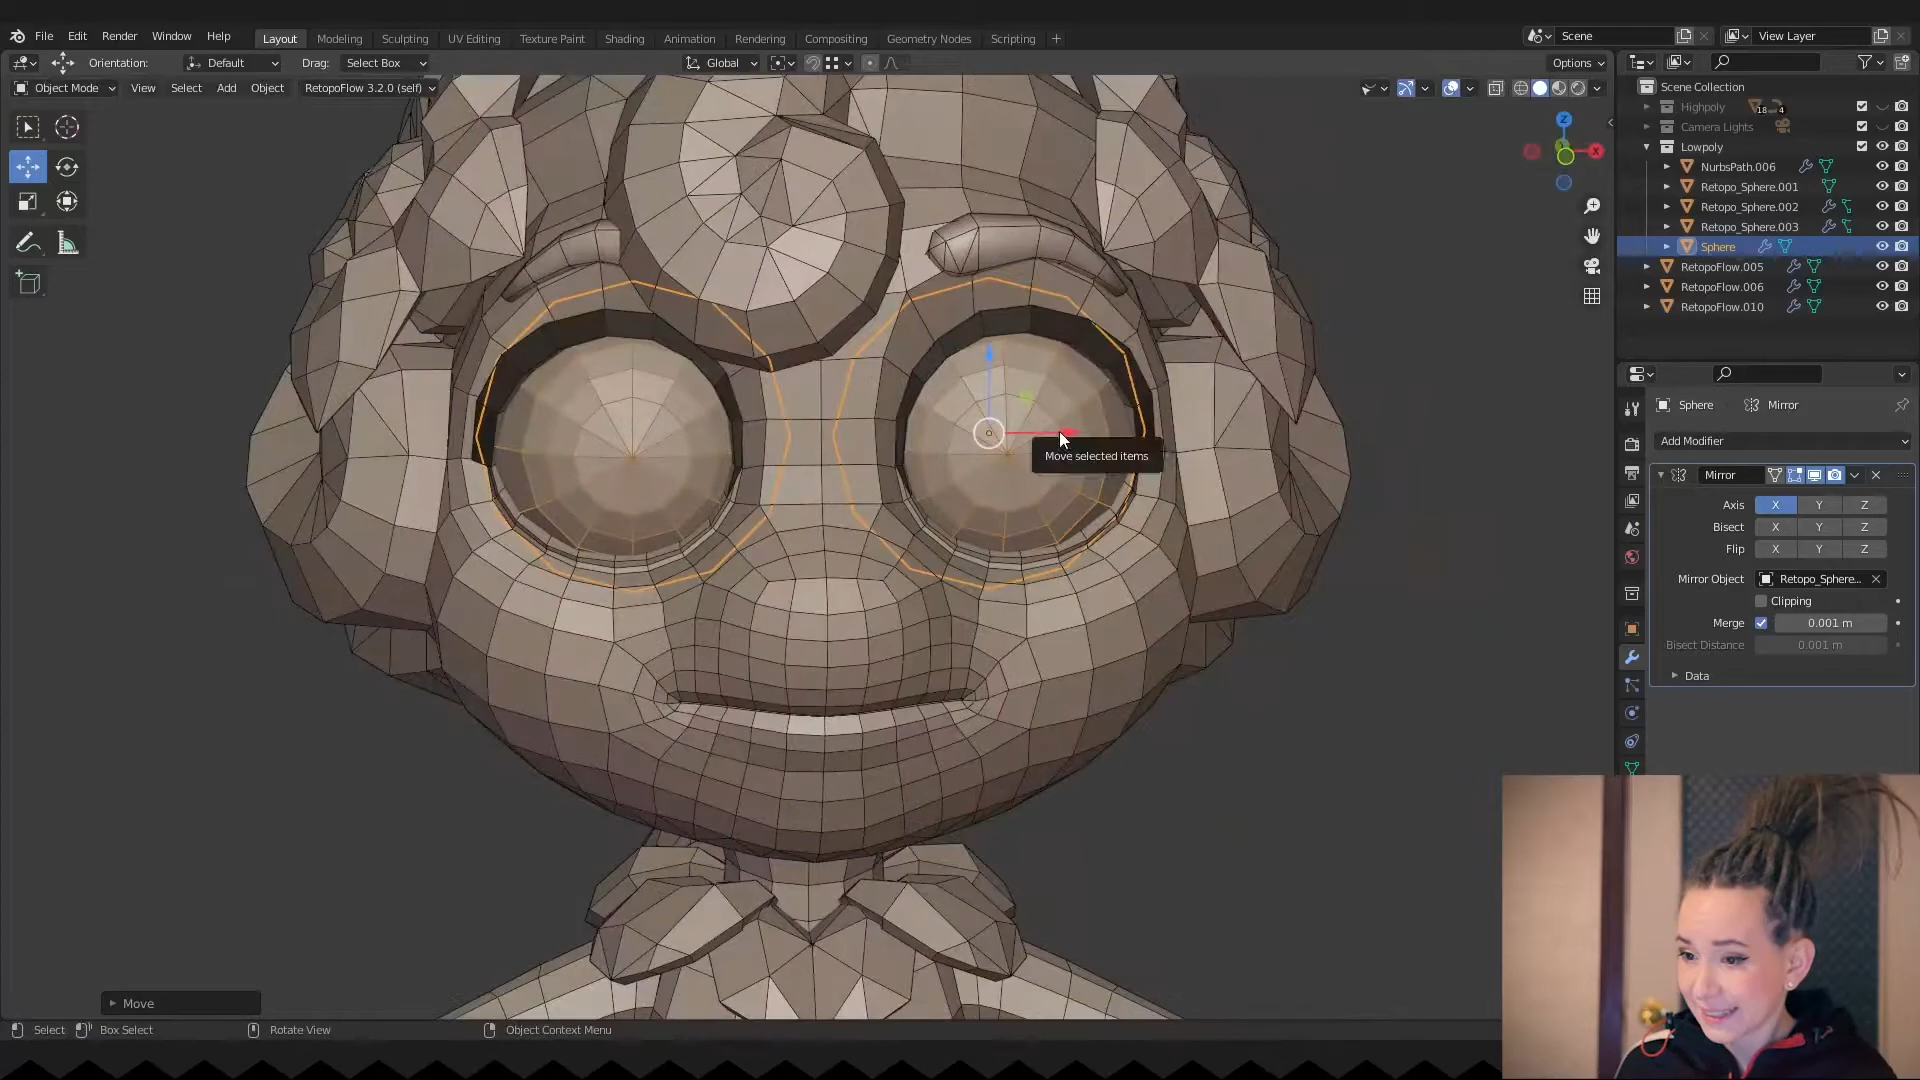 File Edit Render Window Help Layout Modeling Sculpting UV Editing Texture Paint Shading Animation Rendering Compositing Geometry Nodes Scripting + Scene View Layer
Orientation: Default Drag: Select Box Global Options
Object Mode View Select Add Object RetopoFlow 3.2.0 (self)
Scene Collection
Highpoly 18 4
Camera Lights
Lowpoly
NurbsPath.006
Retopo_Sphere.001
Retopo_Sphere.002
Retopo_Sphere.003
Sphere
RetopoFlow.005
RetopoFlow.006
RetopoFlow.010
Z
X
Sphere Mirror
Add Modifier
Mirror
Axis X Y Z
Bisect X Y Z
Flip X Y Z
Mirror Object Retopo_Sphere...
Clipping
Merge 0.001 m
Bisect Distance 0.001 m
Data
Move selected items
Move
Select Box Select Rotate View Object Context Menu